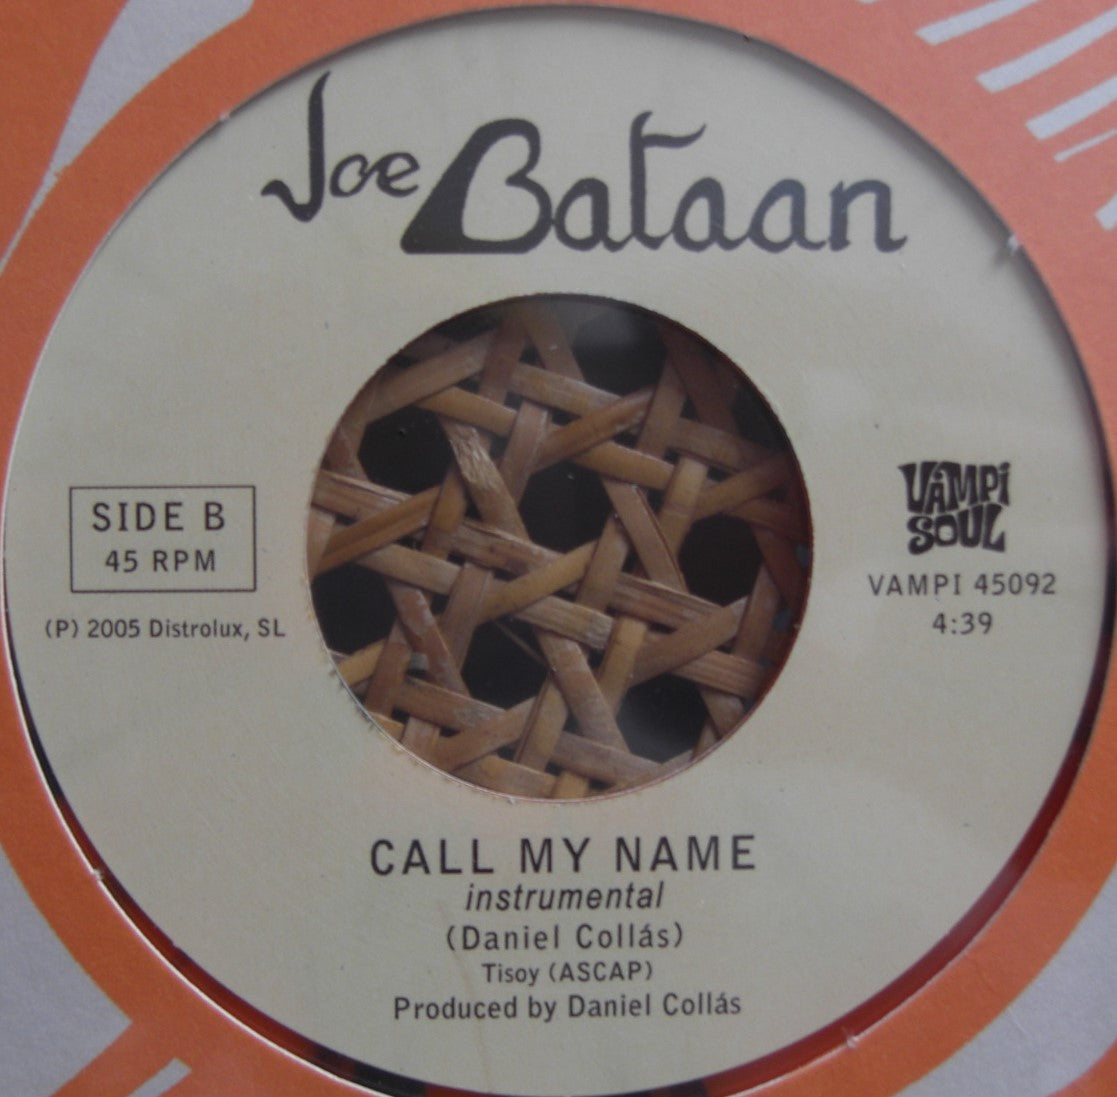 Joe Bataan
SIDE B
45 RPM
(P) 2005 Distrolux, SL
VAMPI
SOUL
VAMPI 45092
4:39
CALL MY NAME
instrumental
(Daniel Collás)
Tisoy (ASCAP)
Produced by Daniel Collás